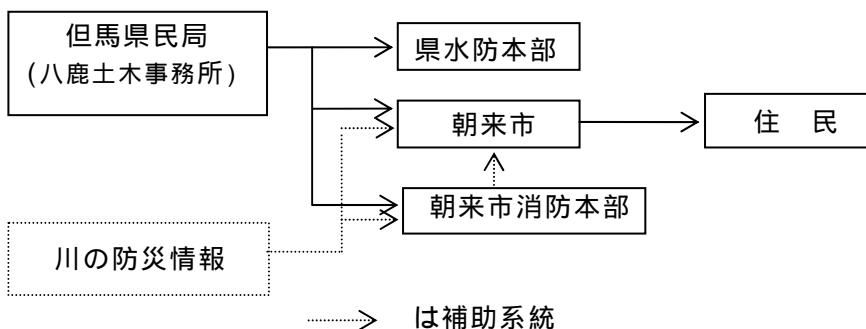 但馬県民局
(八鹿土木事務所)
県水防本部
朝来市
住　民
朝来市消防本部
川の防災情報
は補助系統